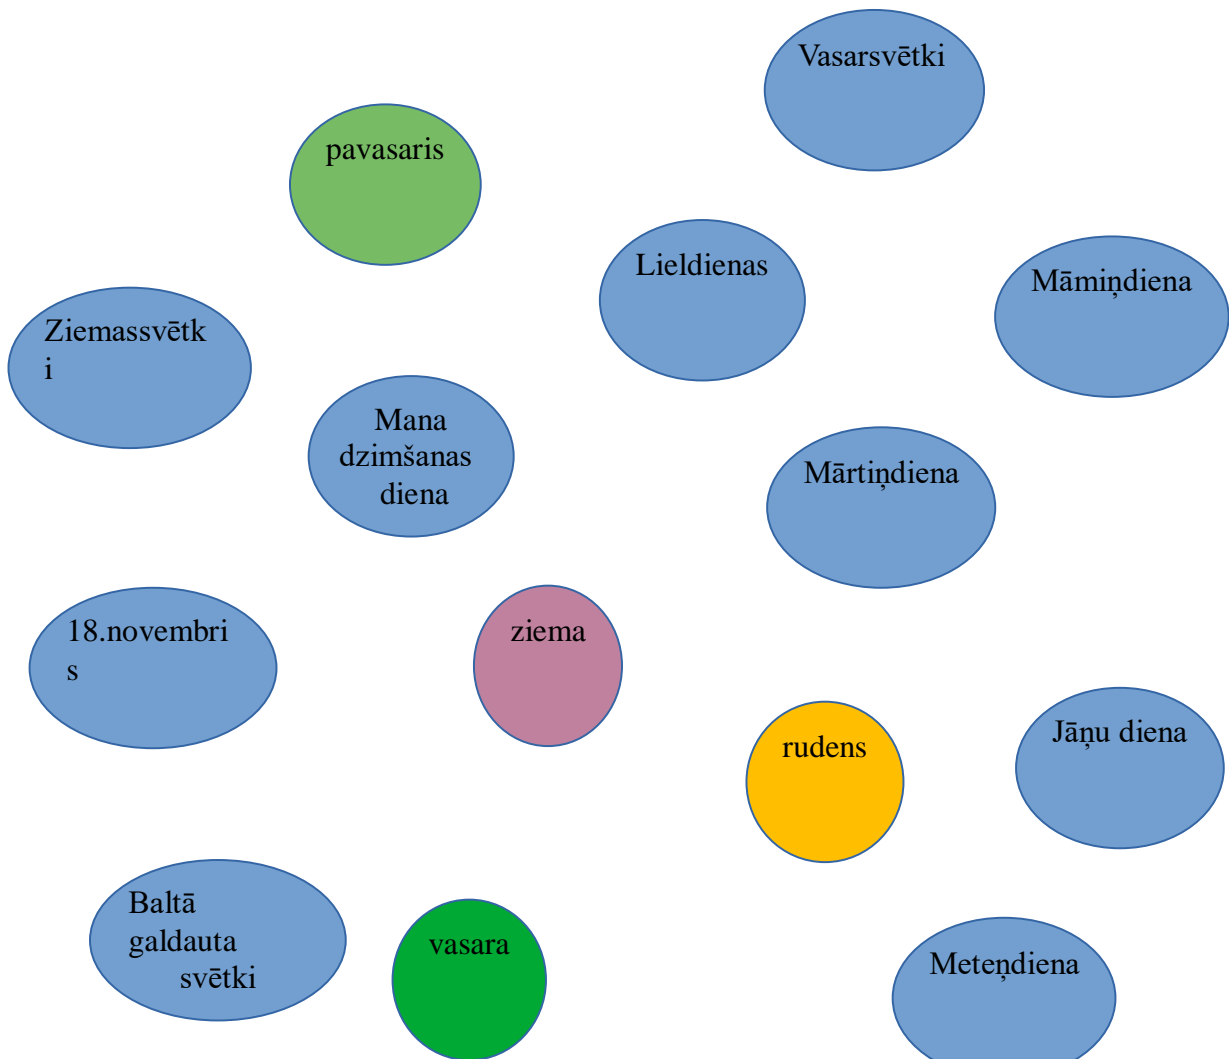 Vasarsvētki
pavasaris
Lieldienas
Māmiņdiena
Ziemassvētk
i
Mana
dzimšanas
diena
Mārtiņdiena
18.novembri
s
ziema
rudens
Jāņu diena
Baltā
galdauta
svētki
vasara
Meteņdiena